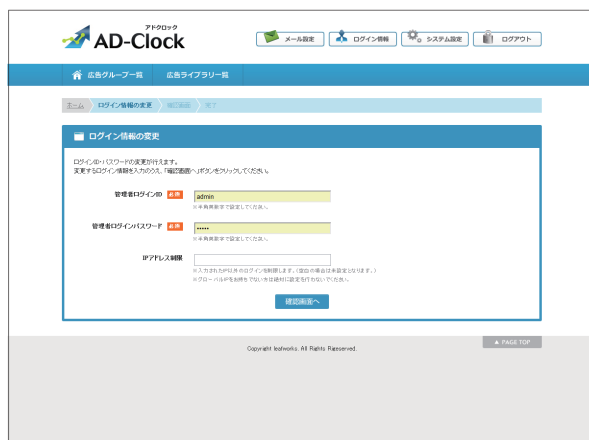 アドクロック
AD-Clock
メール設定
ログイン情報
システム設定
ログアウト
広告グループ一覧
広告ライブラリ一覧
ホーム
ログイン情報の変更
確認画面
完了
ログイン情報の変更
ログインID・パスワードの変更が行えます。
変更するログイン情報を入力のうえ、「確認画面へ」ボタンをクリックしてください。
管理者ログインID 必須 admin
※半角英数字で設定してください。
管理者ログインパスワード 必須 •••••
※半角英数字で設定してください。
IPアドレス制限
※入力されたIP以外のログインを制限します。(空白の場合は未設定となります。)
※グローバルIPをお持ちでない方は絶対に設定を行わないでください。
確認画面へ
▲ PAGE TOP
Copyright leafworks. All Rights Rigeserved.